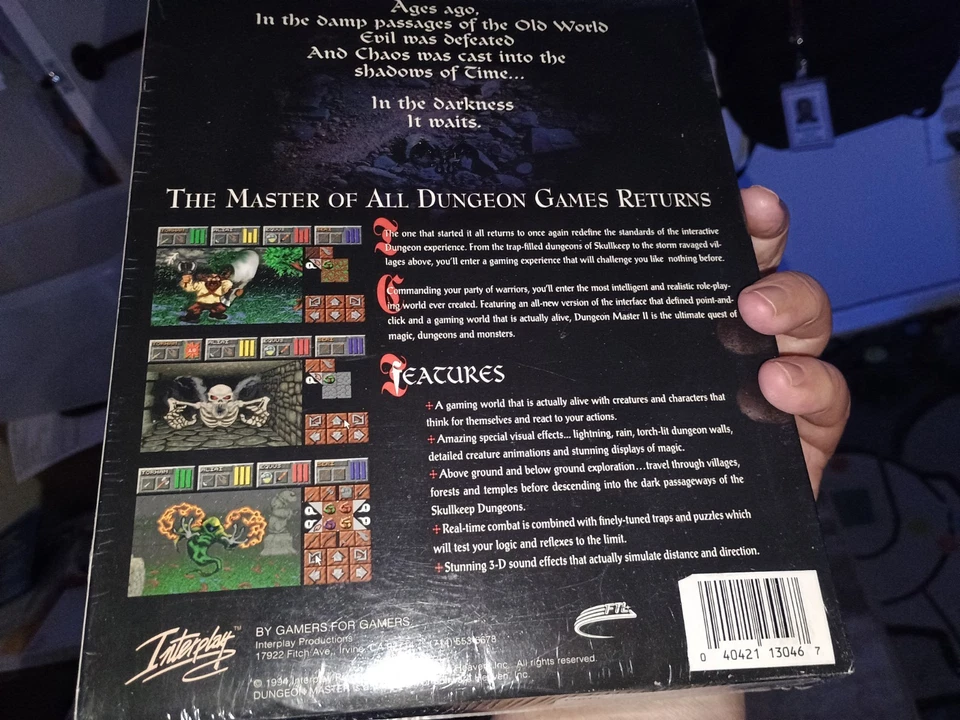 Ages ago,
In the damp passages of the Old World
Evil was defeated
And Chaos was cast into the
shadows of Time...
In the darkness
It waits.
THE MASTER OF ALL DUNGEON GAMES RETURNS
The one that started it all returns to once again redefine the standards of the interactive
Dungeon experience. From the trap-filled dungeons of Skullkeep to the storm ravaged vil-
lages above, you'll enter a gaming experience that will challenge you like nothing before.
Commanding your party of warriors, you'll enter the most intelligent and realistic role-play-
ing world ever created. Featuring an all-new version of the interface that defined point-and-
click and a gaming world that is actually alive, Dungeon Master II is the ultimate quest of
magic, dungeons and monsters.
FEATURES
+A gaming world that is actually alive with creatures and characters that
think for themselves and react to your actions.
+Amazing special visual effects... lightning, rain, torch-lit dungeon walls,
detailed creature animations and stunning displays of magic.
+Above ground and below ground exploration...travel through villages,
forests and temples before descending into the dark passageways of the
Skullkeep Dungeons.
+Real-time combat is combined with finely-tuned traps and puzzles which
will test your logic and reflexes to the limit.
+Stunning 3-D sound effects that actually simulate distance and direction.
TORHAM
Interplay™
BY GAMERS.FOR GAMERS.
Interplay Productions
17922 Fitch Ave., Irvine, (714) 553-6678
© 1994 Interplay Heaven, Inc. All rights reserved.
DUNGEON MASTER Heaven, Inc.
FTL
0 40421 13046 7